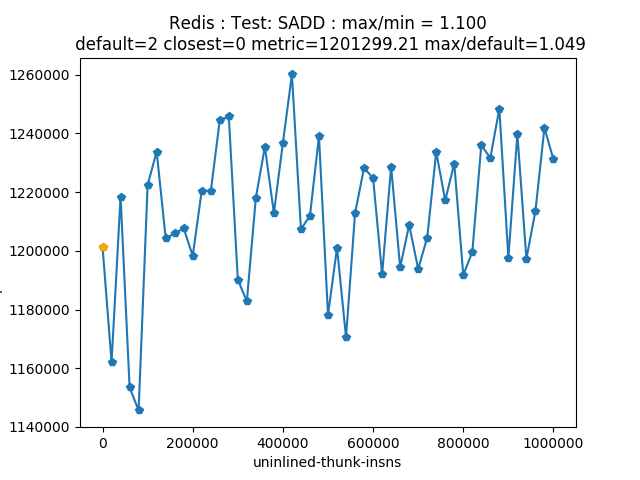 Redis : Test: SADD : max/min = 1.100
default=2 closest=0 metric=1201299.21 max/default=1.049
1260000
1240000
1220000
1200000
1180000
1160000
1140000
0 200000 400000 600000 800000 1000000
uninlined-thunk-insns